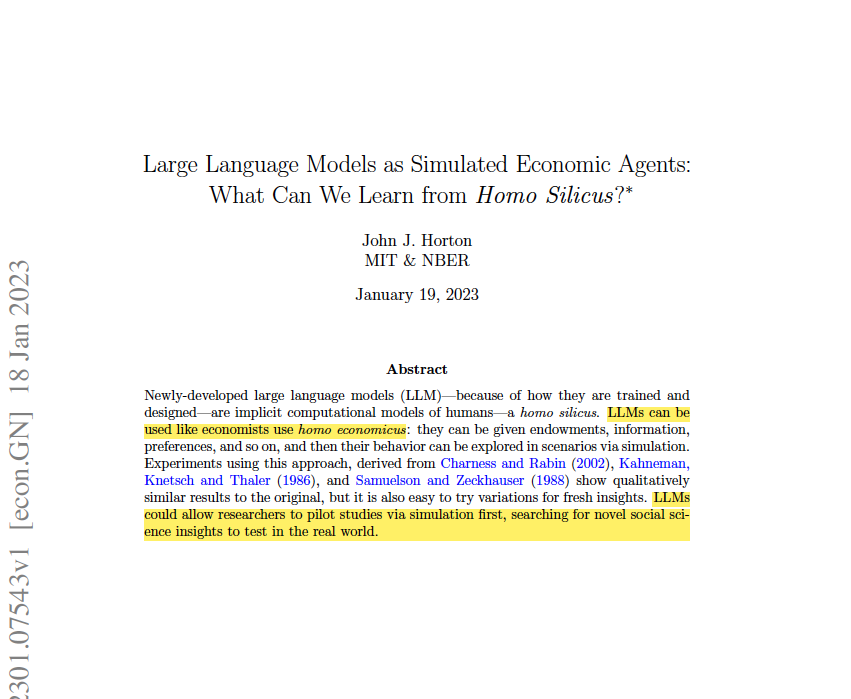 Large Language Models as Simulated Economic Agents:
What Can We Learn from Homo Silicus?*
John J. Horton
MIT & NBER
January 19, 2023
Abstract
Newly-developed large language models (LLM)—because of how they are trained and
designed—are implicit computational models of humans—a homo silicus. LLMs can be
used like economists use homo economicus: they can be given endowments, information,
preferences, and so on, and then their behavior can be explored in scenarios via simulation.
Experiments using this approach, derived from Charness and Rabin (2002), Kahneman,
Knetsch and Thaler (1986), and Samuelson and Zeckhauser (1988) show qualitatively
similar results to the original, but it is also easy to try variations for fresh insights. LLMs
could allow researchers to pilot studies via simulation first, searching for novel social sci-
ence insights to test in the real world.
2301.07543v1 [econ.GN] 18 Jan 2023